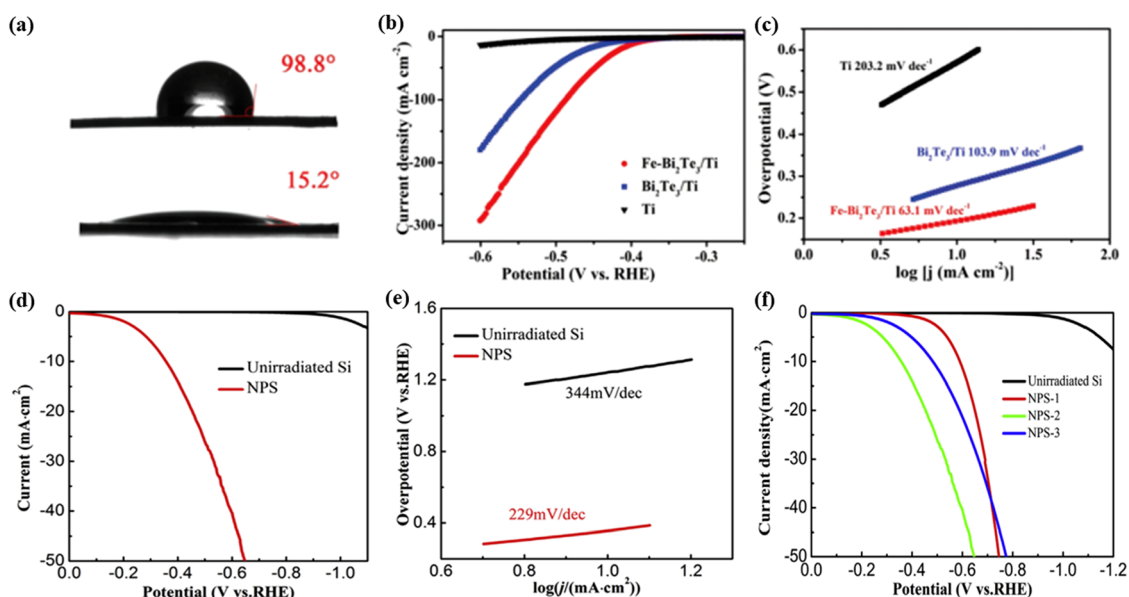 (a)
98.8°
15.2°
(b)
Current density (mA cm⁻²)
0
-100
-200
-300
Fe-Bi₂Te₃/Ti
Bi₂Te₃/Ti
Ti
-0.6
-0.5
-0.4
-0.3
Potential (V vs. RHE)
(c)
Overpotential (V)
0.6
0.5
0.3
0.2
Ti 203.2 mV dec⁻¹
Bi₂Te₃/Ti 103.9 mV dec⁻¹
Fe-Bi₂Te₃/Ti 63.1 mV dec⁻¹
0.0
0.5
1.0
1.5
2.0
log [j (mA cm⁻²)]
(d)
Current (mA·cm²)
0
-10
-20
-30
-40
-50
Unirradiated Si
NPS
0.0
-0.2
-0.4
-0.6
-0.8
-1.0
Potential (V vs.RHE)
(e)
Overpotential (V vs.RHE)
1.6
1.2
0.8
0.4
Unirradiated Si
NPS
344mV/dec
229mV/dec
0.6
0.8
1.0
1.2
log(j/(mA·cm²))
(f)
Current density(mA·cm²)
0
-10
-20
-30
-40
-50
Unirradiated Si
NPS-1
NPS-2
NPS-3
0.0
-0.2
-0.4
-0.6
-0.8
-1.0
-1.2
Potential (V vs.RHE)